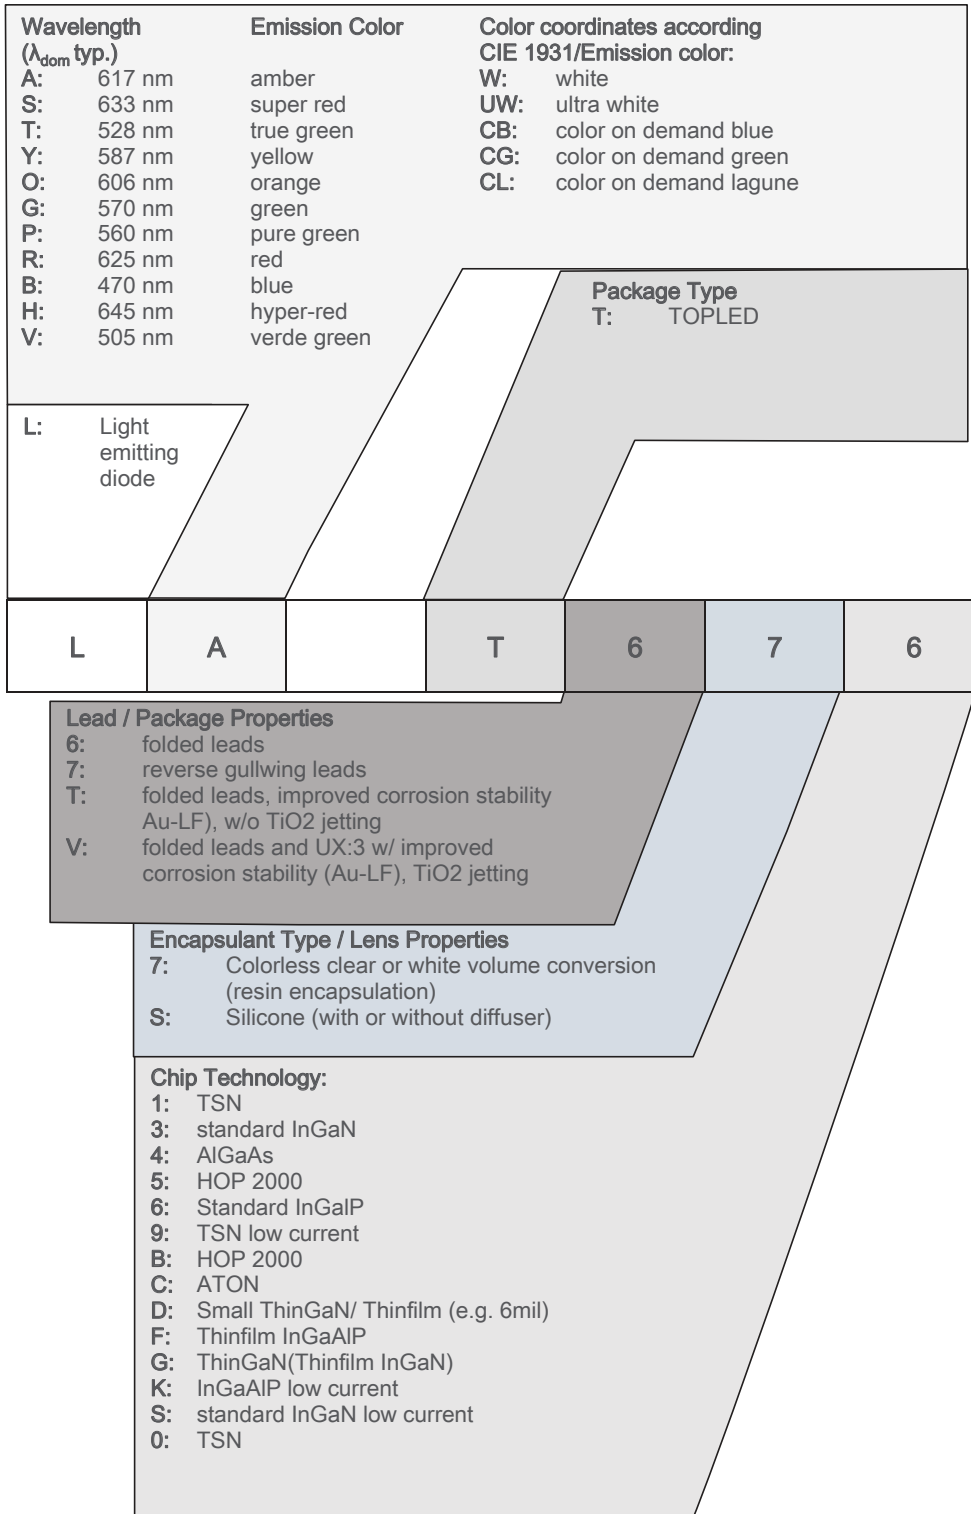 Wavelength Emission Color Color coordinates according
(λdom typ.) CIE 1931/Emission color:
A: 617 nm amber W: white
S: 633 nm super red UW: ultra white
T: 528 nm true green CB: color on demand blue
Y: 587 nm yellow CG: color on demand green
O: 606 nm orange CL: color on demand lagune
G: 570 nm green
P: 560 nm pure green
R: 625 nm red
B: 470 nm blue
H: 645 nm hyper-red
V: 505 nm verde green
Package Type
T: TOPLED
L: Light
emitting
diode
L A T 6 7 6
Lead / Package Properties
6: folded leads
7: reverse gullwing leads
T: folded leads, improved corrosion stability
Au-LF), w/o TiO2 jetting
V: folded leads and UX:3 w/ improved
corrosion stability (Au-LF), TiO2 jetting
Encapsulant Type / Lens Properties
7: Colorless clear or white volume conversion
(resin encapsulation)
S: Silicone (with or without diffuser)
Chip Technology:
1: TSN
3: standard InGaN
4: AlGaAs
5: HOP 2000
6: Standard InGalP
9: TSN low current
B: HOP 2000
C: ATON
D: Small ThinGaN/ Thinfilm (e.g. 6mil)
F: Thinfilm InGaAlP
G: ThinGaN(Thinfilm InGaN)
K: InGaAlP low current
S: standard InGaN low current
0: TSN